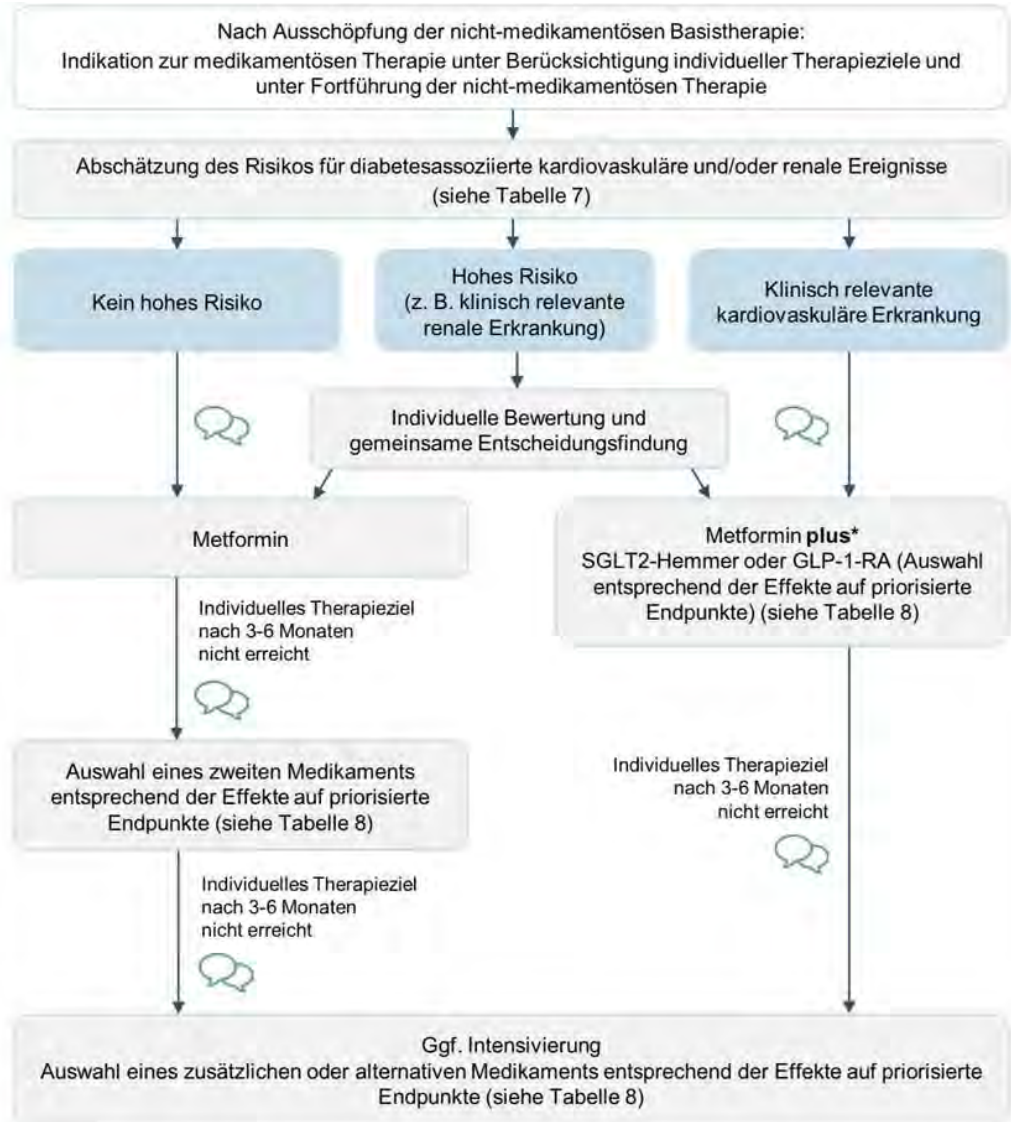 Nach Ausschöpfung der nicht-medikamentösen Basistherapie:
Indikation zur medikamentösen Therapie unter Berücksichtigung individueller Therapieziele und
unter Fortführung der nicht-medikamentösen Therapie
Abschätzung des Risikos für diabetesassoziierte kardiovaskuläre und/oder renale Ereignisse
(siehe Tabelle 7)
Kein hohes Risiko
Hohes Risiko
(z. B. klinisch relevante
renale Erkrankung)
Klinisch relevante
kardiovaskuläre Erkrankung
Individuelle Bewertung und
gemeinsame Entscheidungsfindung
Metformin
Metformin plus*
SGLT2-Hemmer oder GLP-1-RA (Auswahl
entsprechend der Effekte auf priorisierte
Endpunkte) (siehe Tabelle 8)
Individuelles Therapieziel
nach 3-6 Monaten
nicht erreicht
Auswahl eines zweiten Medikaments
entsprechend der Effekte auf priorisierte
Endpunkte (siehe Tabelle 8)
Individuelles Therapieziel
nach 3-6 Monaten
nicht erreicht
Individuelles Therapieziel
nach 3-6 Monaten
nicht erreicht
Ggf. Intensivierung
Auswahl eines zusätzlichen oder alternativen Medikaments entsprechend der Effekte auf priorisierte
Endpunkte (siehe Tabelle 8)